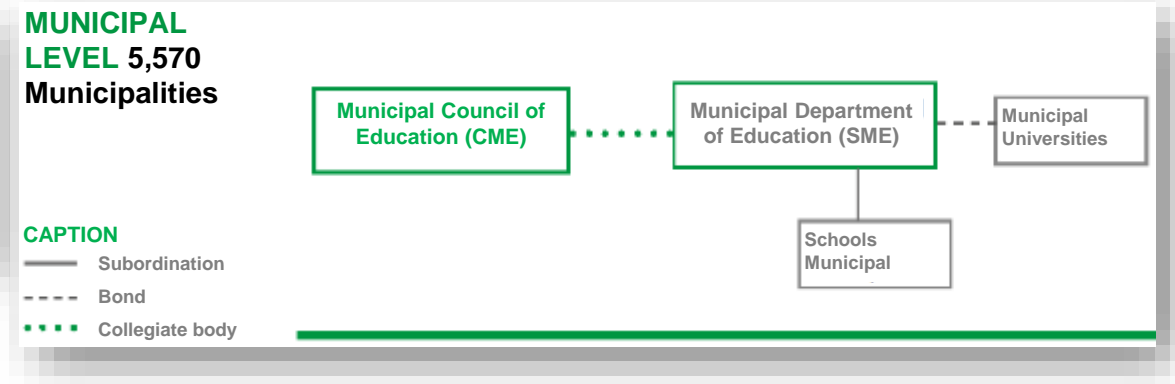 MUNICIPAL
LEVEL 5,570
Municipalities
Municipal Council of
Education (CME)
Municipal Department
of Education (SME)
Municipal
Universities
Schools
Municipal
CAPTION
Subordination
Bond
Collegiate body